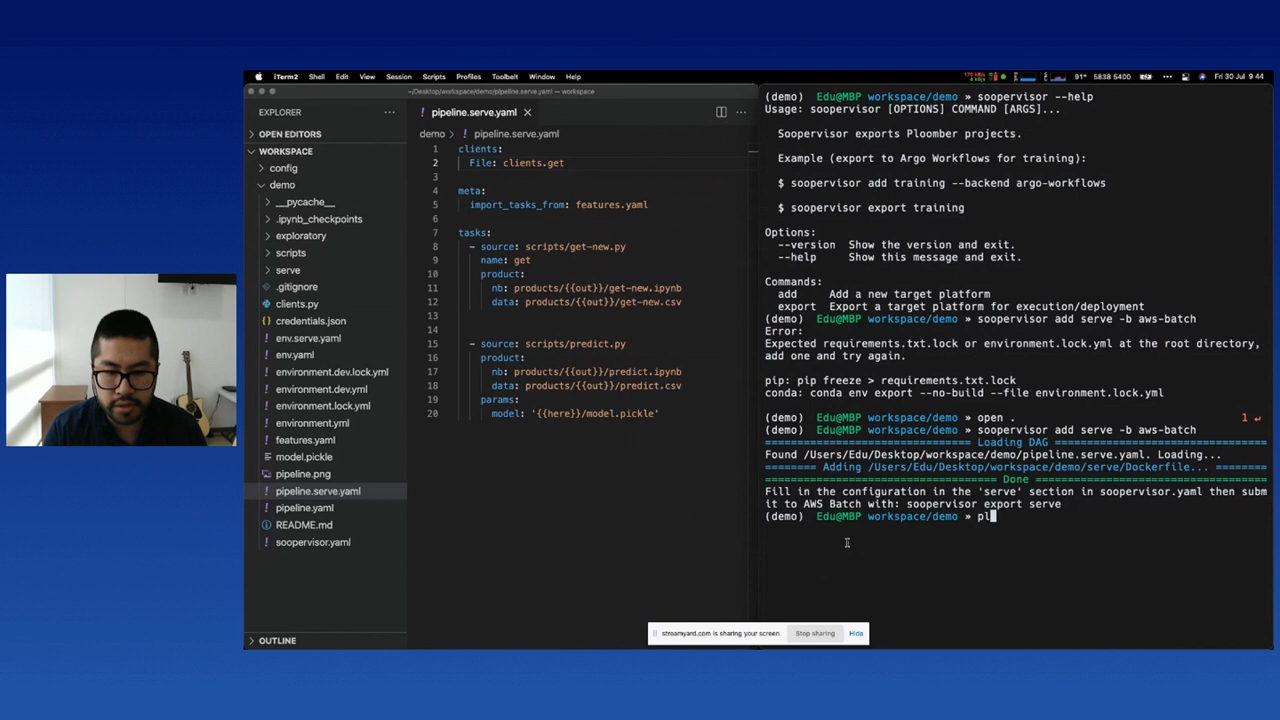 iTerm2 Shell Edit View Session Scripts Profiles Toolbelt Window Help
91° 5838 5400 Fri 30 Jul 9:44
~/Desktop/workspace/demo/pipeline.serve.yaml — workspace
EXPLORER
OPEN EDITORS
WORKSPACE
config
demo
__pycache__
.ipynb_checkpoints
exploratory
scripts
serve
.gitignore
clients.py
credentials.json
env.serve.yaml
env.yaml
environment.dev.lock.yml
environment.dev.yml
environment.lock.yml
environment.yml
features.yaml
model.pickle
pipeline.png
pipeline.serve.yaml
pipeline.yaml
README.md
soopervisor.yaml
OUTLINE
pipeline.serve.yaml
demo > pipeline.serve.yaml
1 clients:
2 File: clients.get
3
4 meta:
5 import_tasks_from: features.yaml
6
7 tasks:
8 - source: scripts/get-new.py
9 name: get
10 product:
11 nb: products/{{out}}/get-new.ipynb
12 data: products/{{out}}/get-new.csv
13
14
15 - source: scripts/predict.py
16 product:
17 nb: products/{{out}}/predict.ipynb
18 data: products/{{out}}/predict.csv
19 params:
20 model: '{{here}}/model.pickle'
(demo) Edu@MBP workspace/demo » soopervisor --help
Usage: soopervisor [OPTIONS] COMMAND [ARGS]...
Soopervisor exports Ploomber projects.
Example (export to Argo Workflows for training):
$ soopervisor add training --backend argo-workflows
$ soopervisor export training
Options:
--version Show the version and exit.
--help Show this message and exit.
Commands:
add Add a new target platform
export Export a target platform for execution/deployment
(demo) Edu@MBP workspace/demo » soopervisor add serve -b aws-batch
Error:
Expected requirements.txt.lock or environment.lock.yml at the root directory,
add one and try again.
pip: pip freeze > requirements.txt.lock
conda: conda env export --no-build --file environment.lock.yml
(demo) Edu@MBP workspace/demo » open . 1 ↵
(demo) Edu@MBP workspace/demo » soopervisor add serve -b aws-batch
================================ Loading DAG =================================
Found /Users/Edu/Desktop/workspace/demo/pipeline.serve.yaml. Loading...
======== Adding /Users/Edu/Desktop/workspace/demo/serve/Dockerfile... ========
==================================== Done ====================================
Fill in the configuration in the 'serve' section in soopervisor.yaml then subm
it to AWS Batch with: soopervisor export serve
(demo) Edu@MBP workspace/demo » pl
streamyard.com is sharing your screen. Stop sharing Hide